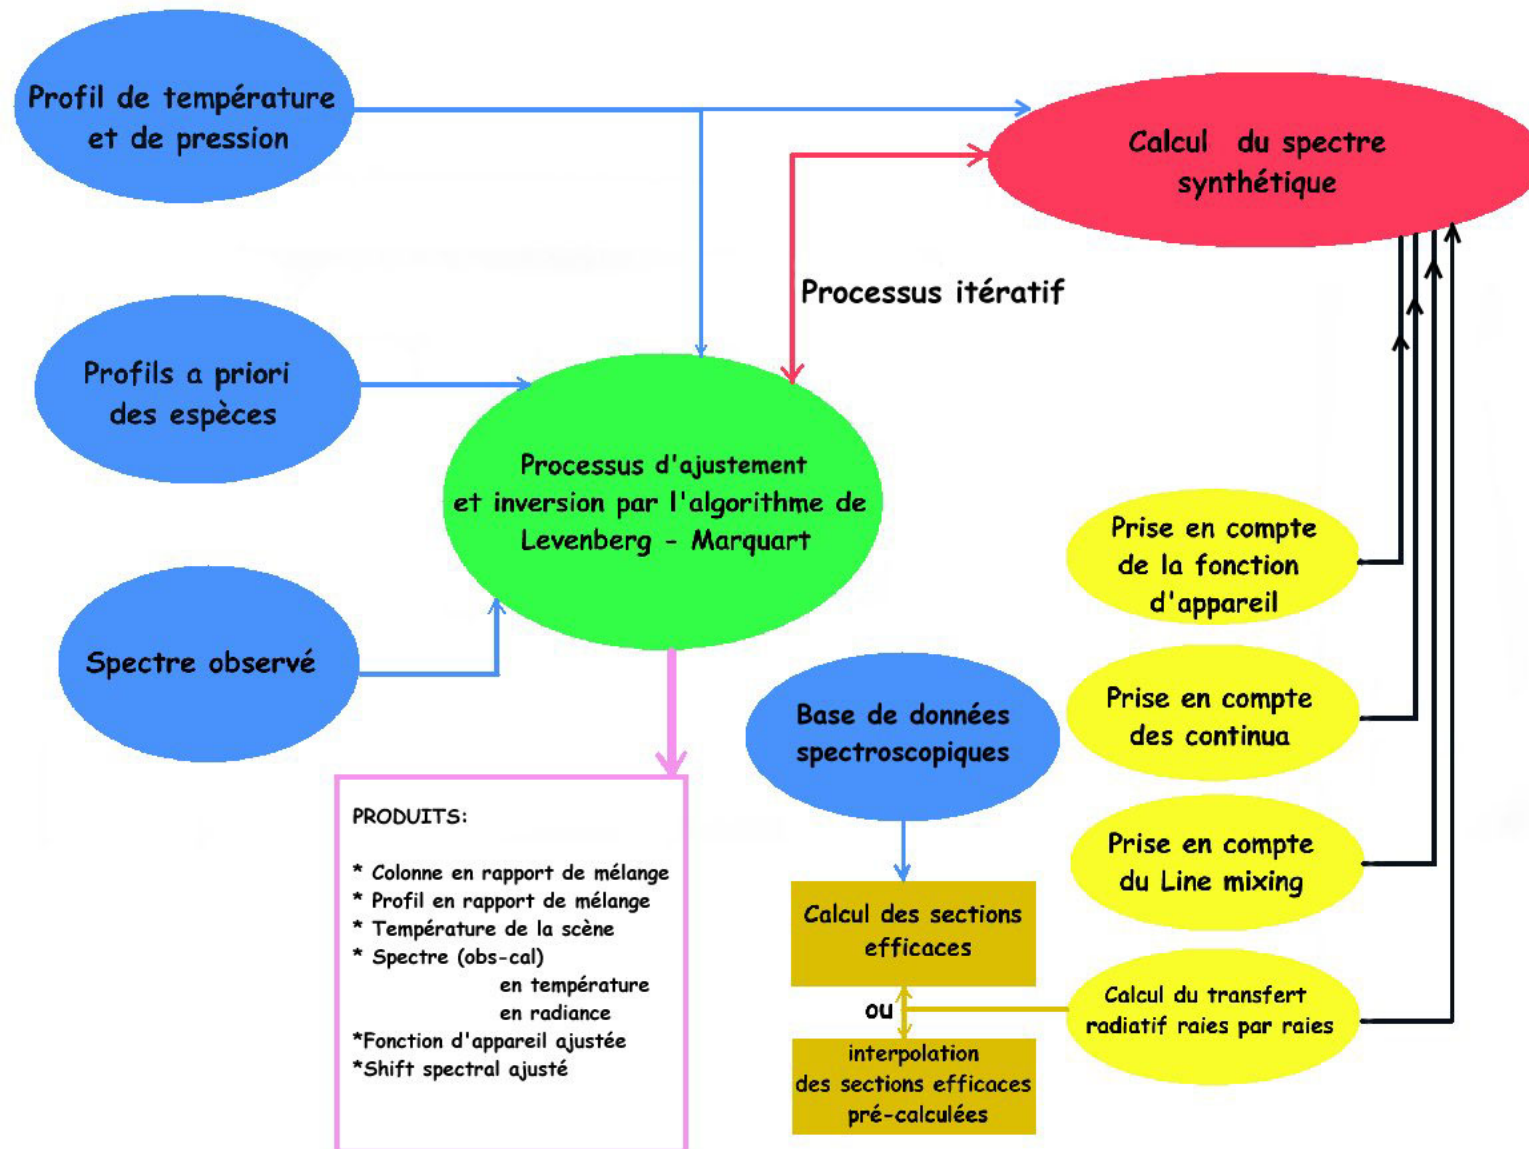 Profil de température
et de pression
Calcul du spectre
synthétique
Processus itératif
Profils a priori
des espèces
Processus d'ajustement
et inversion par l'algorithme de
Levenberg - Marquart
Spectre observé
Prise en compte
de la fonction
d'appareil
Base de données
spectroscopiques
Prise en compte
des continua
Prise en compte
du Line mixing
PRODUITS:
* Colonne en rapport de mélange
* Profil en rapport de mélange
* Température de la scène
* Spectre (obs-cal)
en température
en radiance
*Fonction d'appareil ajustée
*Shift spectral ajusté
Calcul des sections
efficaces
ou
interpolation
des sections efficaces
pré-calculées
Calcul du transfert
radiatif raies par raies